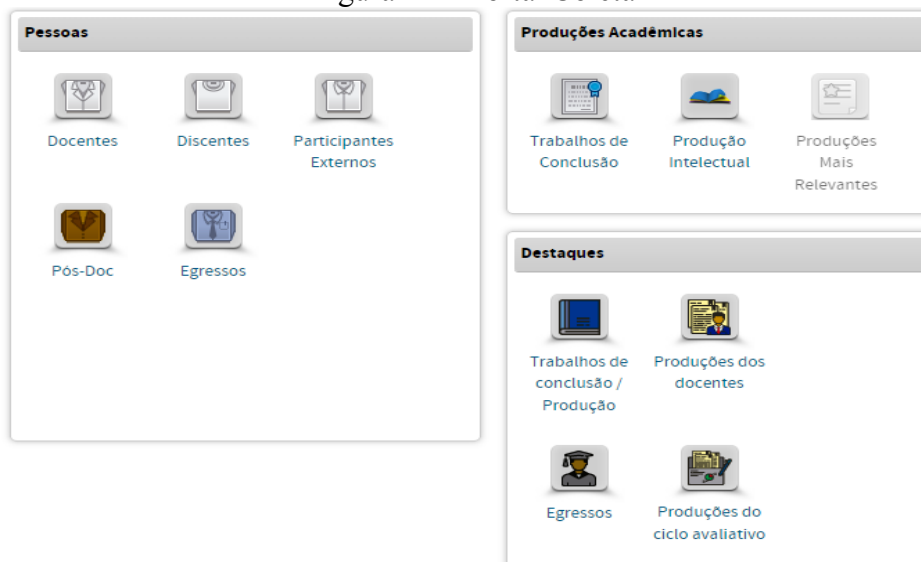 Pessoas
Docentes
Discentes
Participantes
Externos
Pós-Doc
Egressos
Produções Acadêmicas
Trabalhos de
Conclusão
Produção
Intelectual
Produções
Mais
Relevantes
Destaques
Trabalhos de
conclusão /
Produção
Produções dos
docentes
Egressos
Produções do
ciclo avaliativo